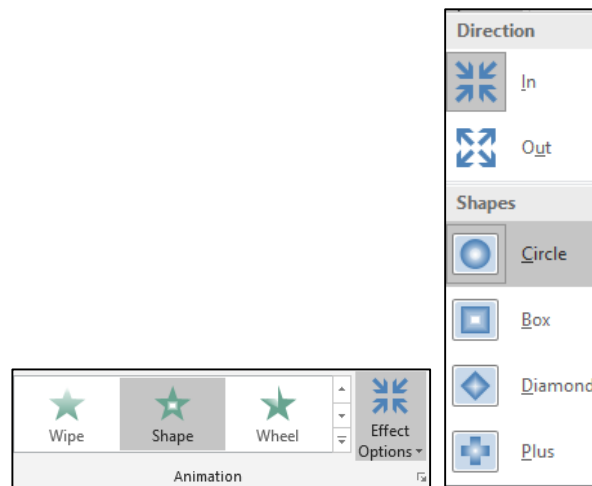 Direction
In
Out
Shapes
Circle
Box
Diamond
Plus
Wipe
Shape
Wheel
Effect
Options
Animation